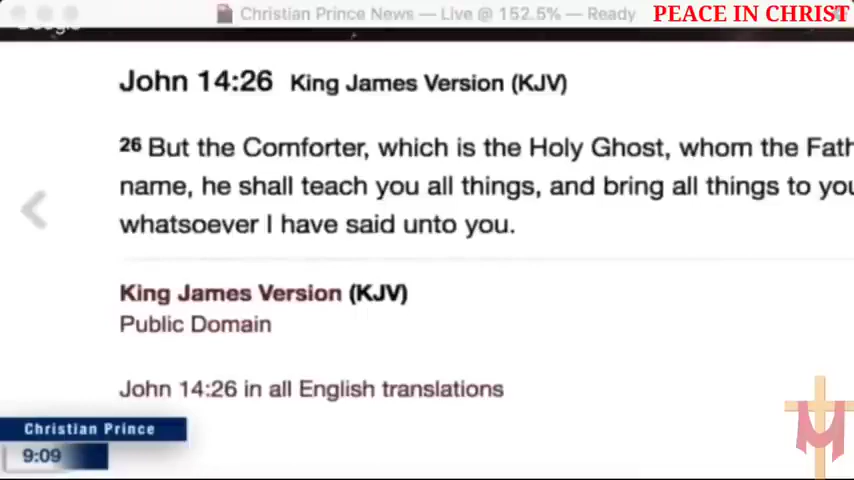 Christian Prince News — Live @ 152.5% — Ready
PEACE IN CHRIST
Google
John 14:26 King James Version (KJV)
26 But the Comforter, which is the Holy Ghost, whom the Fath
name, he shall teach you all things, and bring all things to you
whatsoever I have said unto you.
King James Version (KJV)
Public Domain
John 14:26 in all English translations
Christian Prince
9:09